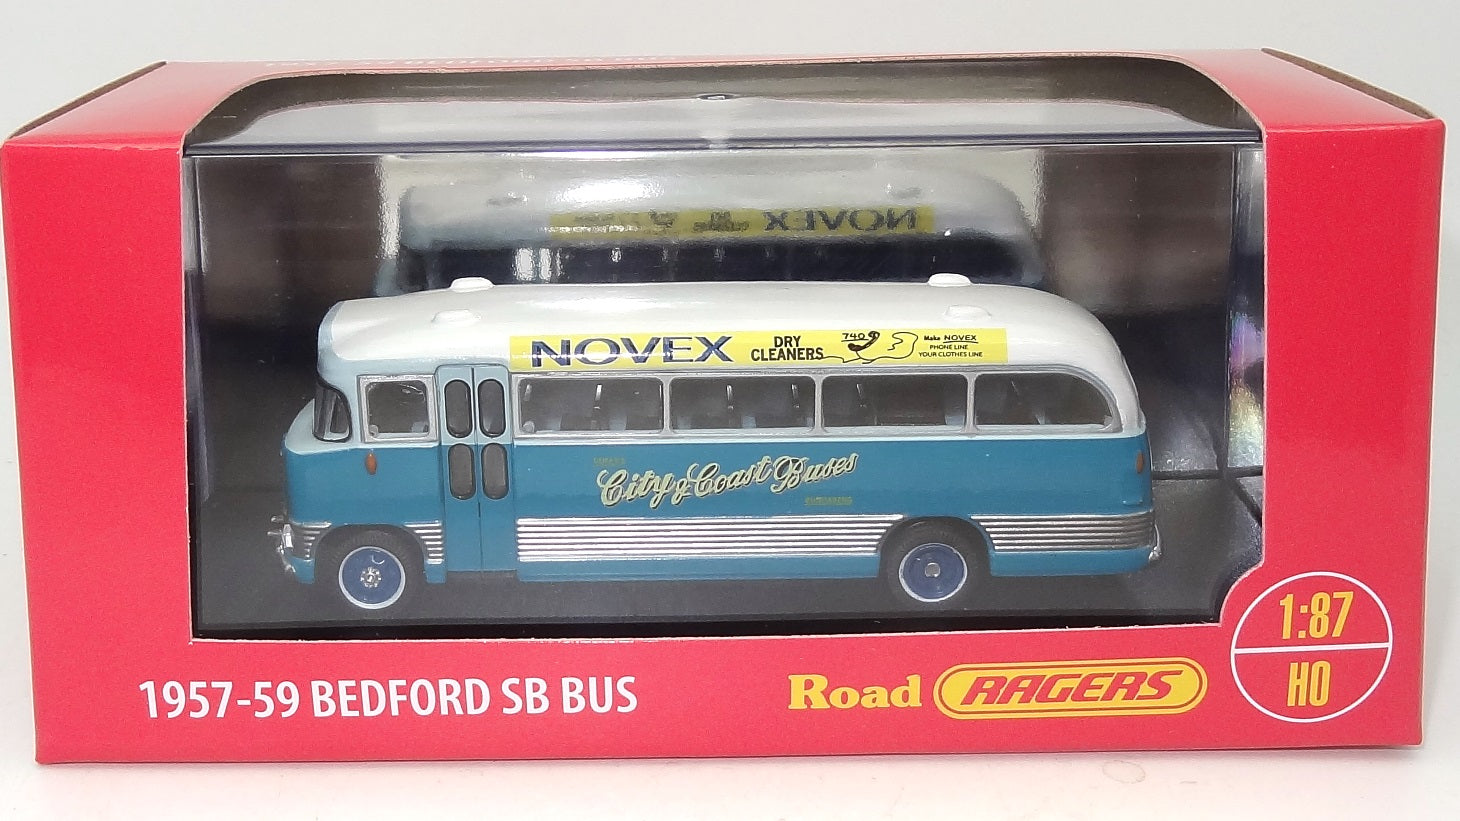 NOVEX
DRY
CLEANERS
740
Make NOVEX
PHONE LINE
YOUR CLOTHES LINE
City & Coast Buses
1957-59 BEDFORD SB BUS
Road RAGERS
1:87
HO